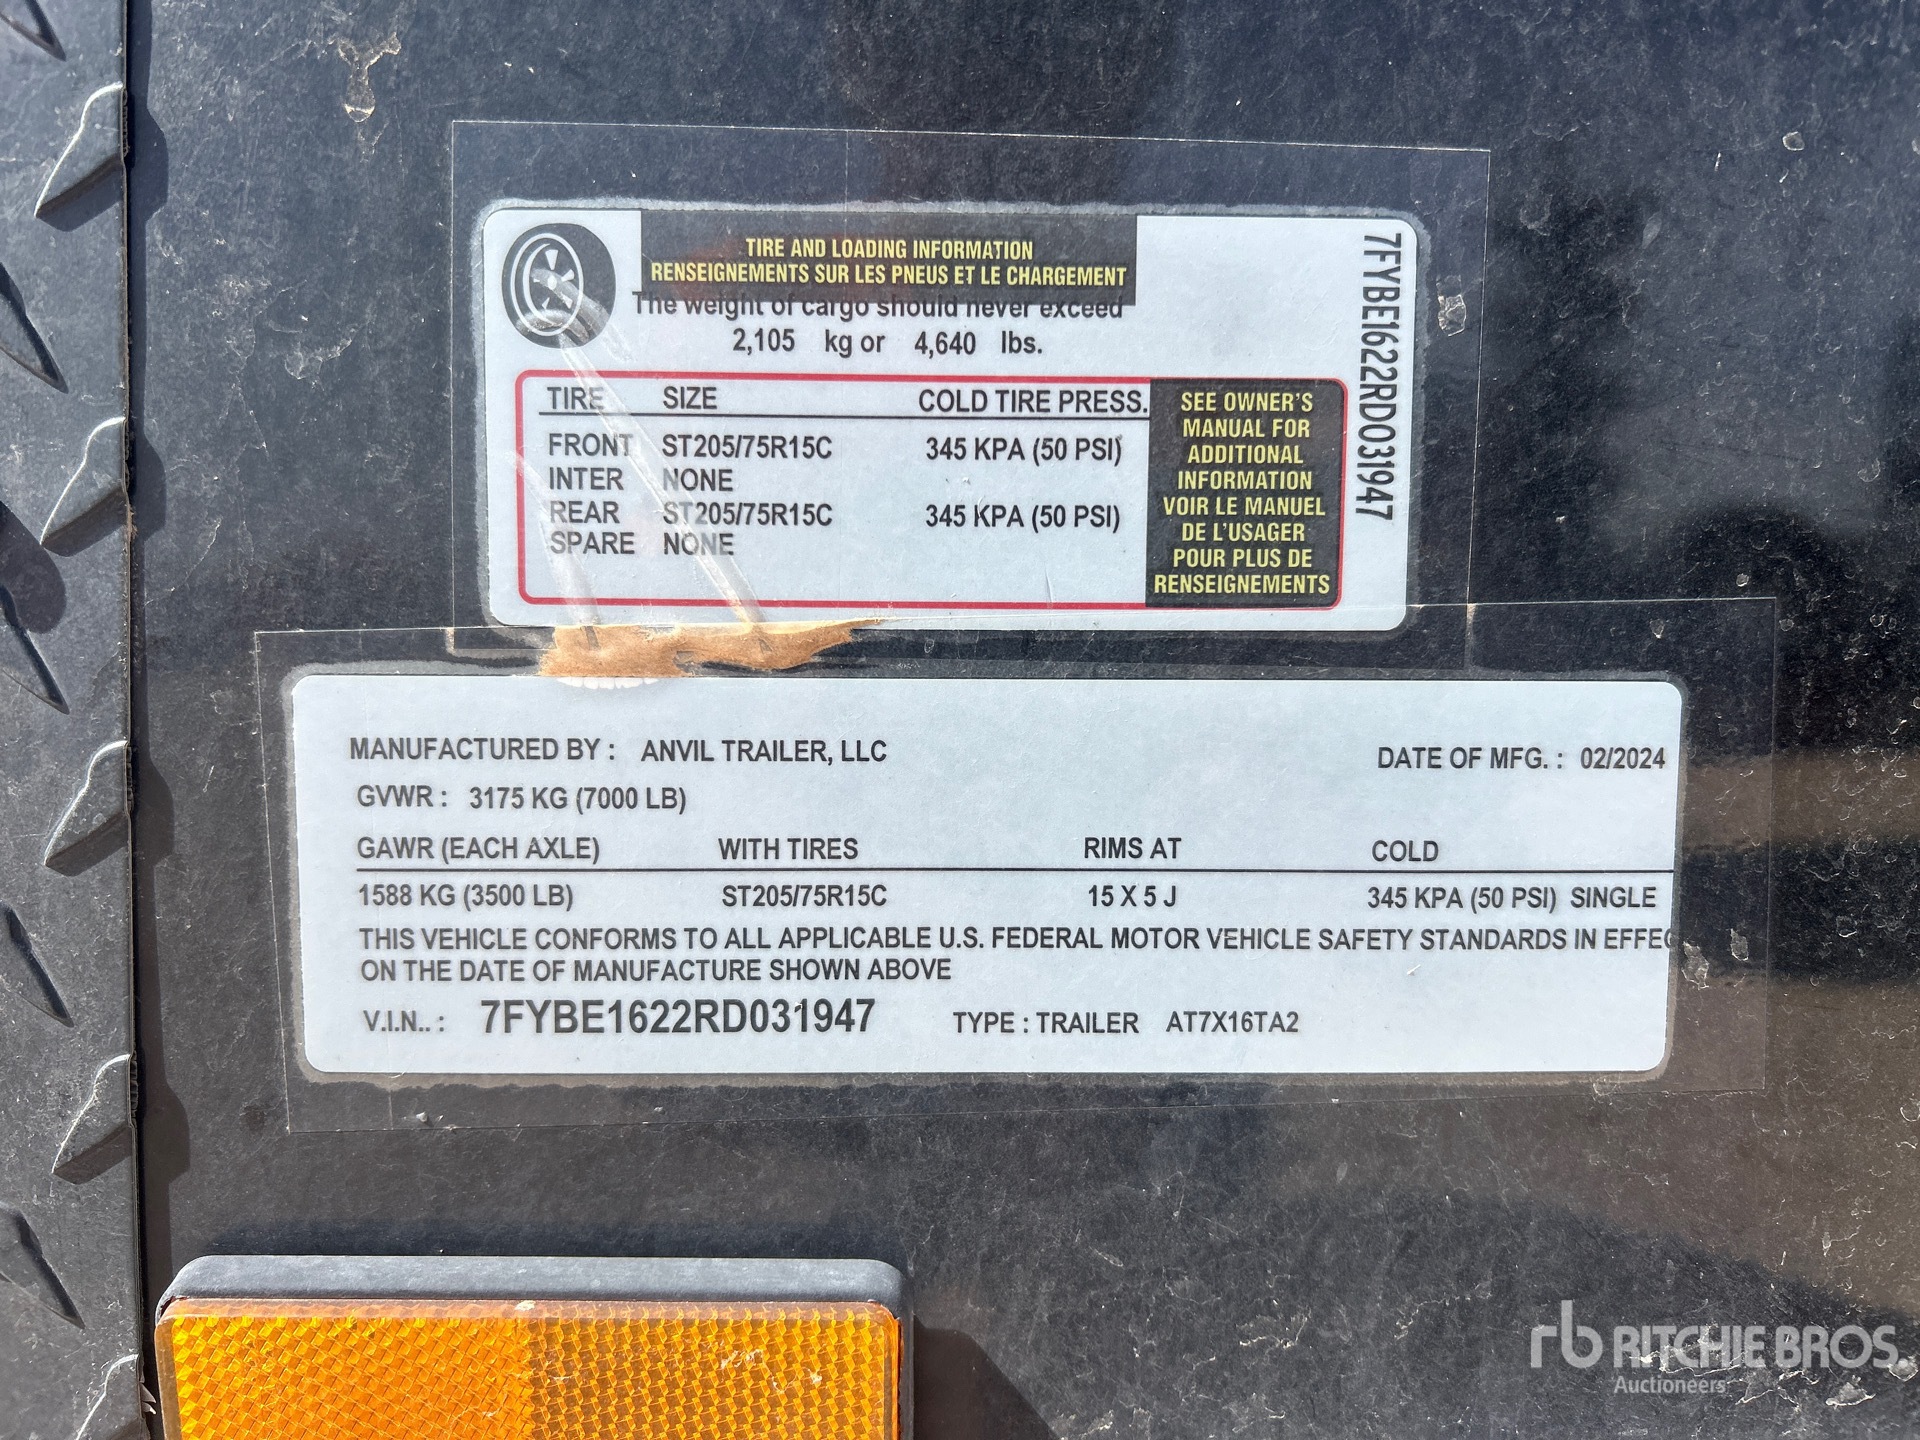 TIRE AND LOADING INFORMATION
RENSEIGNEMENTS SUR LES PNEUS ET LE CHARGEMENT
The weight of cargo should never exceed
2,105 kg or 4,640 lbs.
TIRE SIZE COLD TIRE PRESS.
FRONT ST205/75R15C 345 KPA (50 PSI)
INTER NONE
REAR ST205/75R15C 345 KPA (50 PSI)
SPARE NONE
SEE OWNER'S
MANUAL FOR
ADDITIONAL
INFORMATION
VOIR LE MANUEL
DE L'USAGER
POUR PLUS DE
RENSEIGNEMENTS
7FYBE1622RD031947
MANUFACTURED BY : ANVIL TRAILER, LLC DATE OF MFG. : 02/2024
GVWR : 3175 KG (7000 LB)
GAWR (EACH AXLE) WITH TIRES RIMS AT COLD
1588 KG (3500 LB) ST205/75R15C 15 X 5 J 345 KPA (50 PSI) SINGLE
THIS VEHICLE CONFORMS TO ALL APPLICABLE U.S. FEDERAL MOTOR VEHICLE SAFETY STANDARDS IN EFFEC
ON THE DATE OF MANUFACTURE SHOWN ABOVE
V.I.N.. : 7FYBE1622RD031947 TYPE : TRAILER AT7X16TA2
rb RITCHIE BROS.
Auctioneers